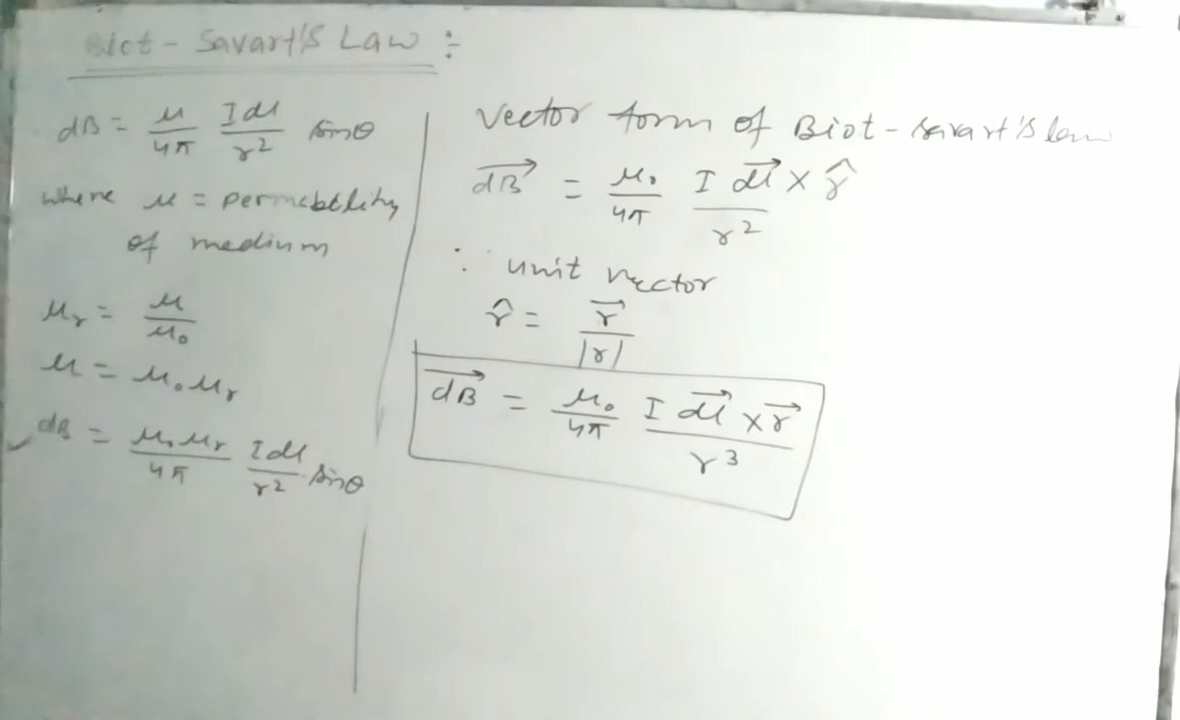 Biot - Savart's Law :-
dB = μ/4π Idl/r² sinθ
where μ = permeability
of medium
μr = μ/μ₀
μ = μ₀μr
dB = μ₀μr/4π Idl/r² sinθ
Vector form of Biot - Savart's law
dB⃗ = μ₀/4π I dl⃗ × r̂/r²
∴ unit vector
r̂ = r⃗/|r|
dB⃗ = μ₀/4π I dl⃗ × r⃗/r³